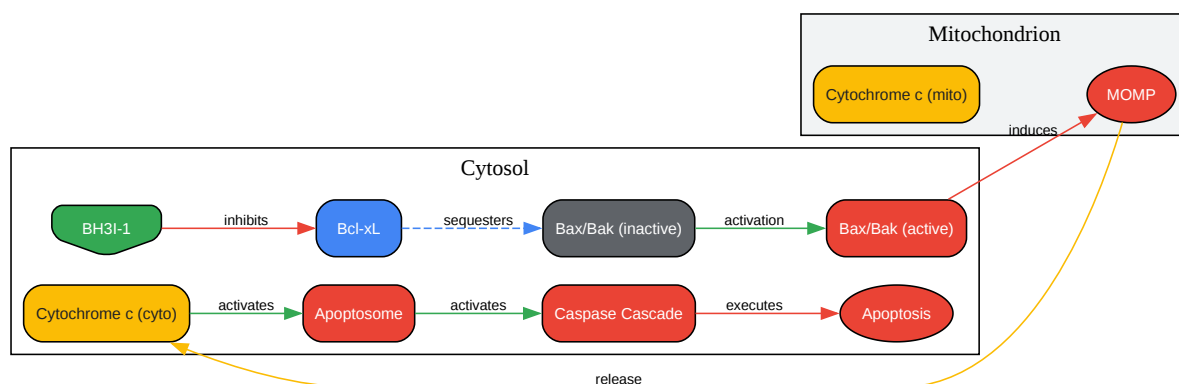 Mitochondrion
Cytochrome c (mito)
MOMP
induces
Cytosol
BH3I-1
inhibits
Bcl-xL
sequesters
Bax/Bak (inactive)
activation
Bax/Bak (active)
Cytochrome c (cyto)
activates
Apoptosome
activates
Caspase Cascade
executes
Apoptosis
release